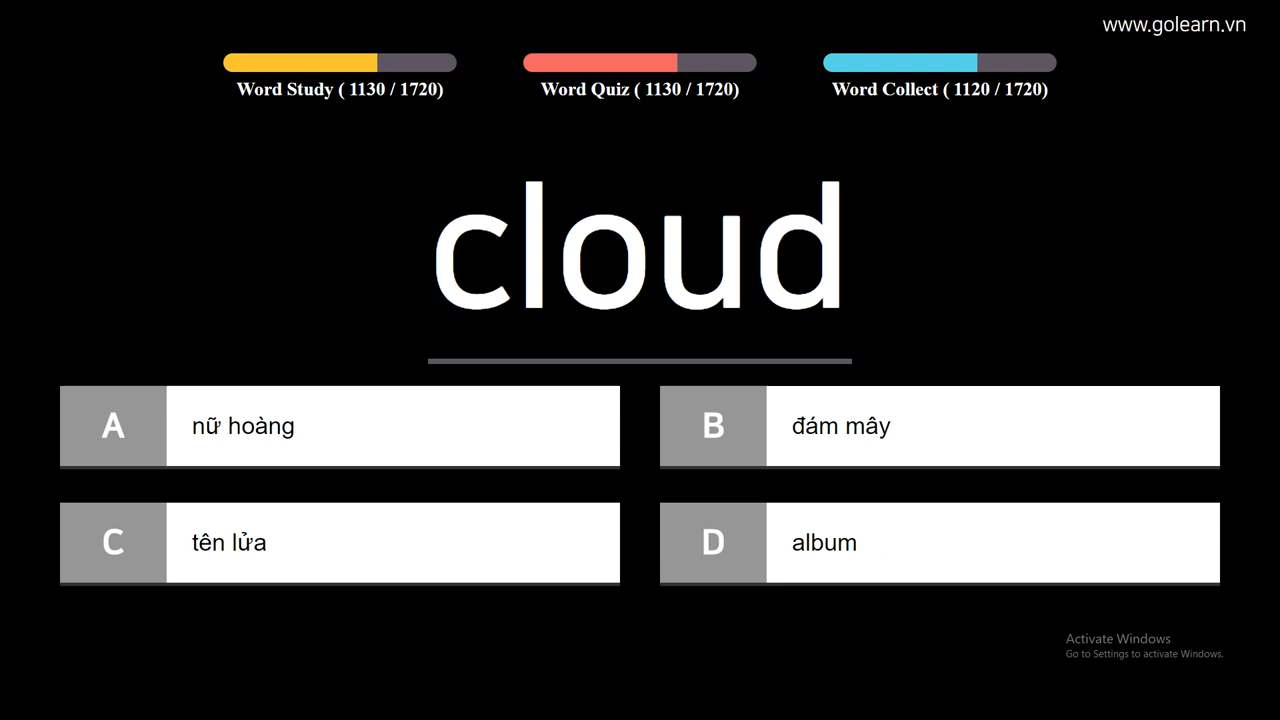 www.golearn.vn
Word Study ( 1130 / 1720)
Word Quiz ( 1130 / 1720)
Word Collect ( 1120 / 1720)
cloud
A nữ hoàng
B đám mây
C tên lửa
D album
Activate Windows
Go to Settings to activate Windows.